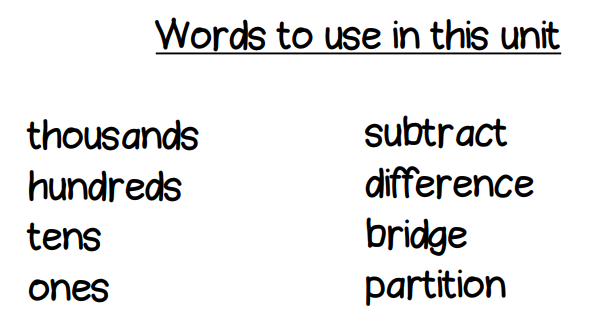 Words to use in this unit
thousands
hundreds
tens
ones
subtract
difference
bridge
partition